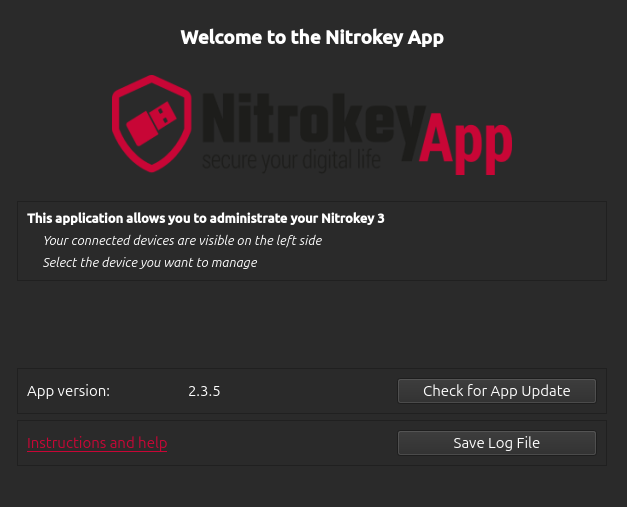 Welcome to the Nitrokey App
Nitrokey App
secure your digital life
This application allows you to administrate your Nitrokey 3
Your connected devices are visible on the left side
Select the device you want to manage
App version: 2.3.5 Check for App Update
Instructions and help Save Log File